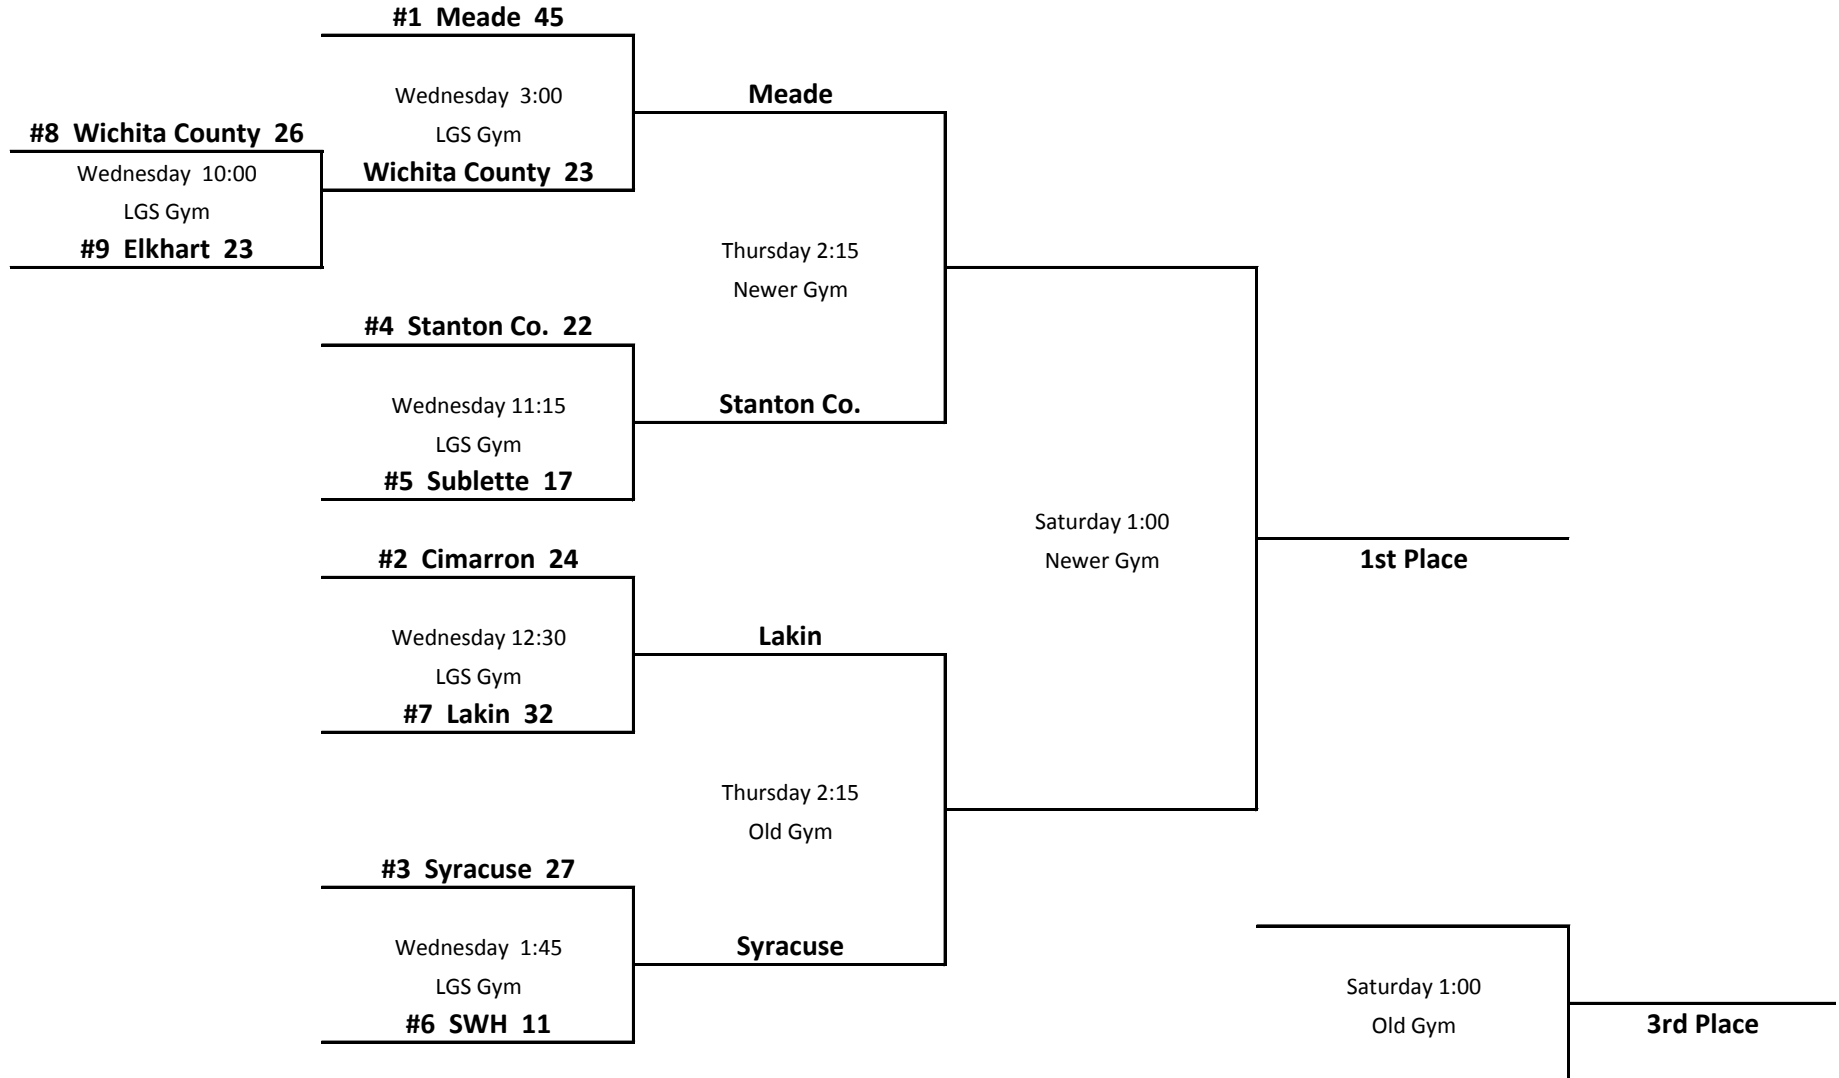 #1 Meade 45
Wednesday 3:00
LGS Gym
Meade
#8 Wichita County 26
Wednesday 10:00
LGS Gym
#9 Elkhart 23
Wichita County 23
Thursday 2:15
Newer Gym
#4 Stanton Co. 22
Wednesday 11:15
LGS Gym
Stanton Co.
#5 Sublette 17
Saturday 1:00
Newer Gym
1st Place
#2 Cimarron 24
Wednesday 12:30
LGS Gym
Lakin
#7 Lakin 32
Thursday 2:15
Old Gym
#3 Syracuse 27
Wednesday 1:45
LGS Gym
Syracuse
#6 SWH 11
Saturday 1:00
Old Gym
3rd Place